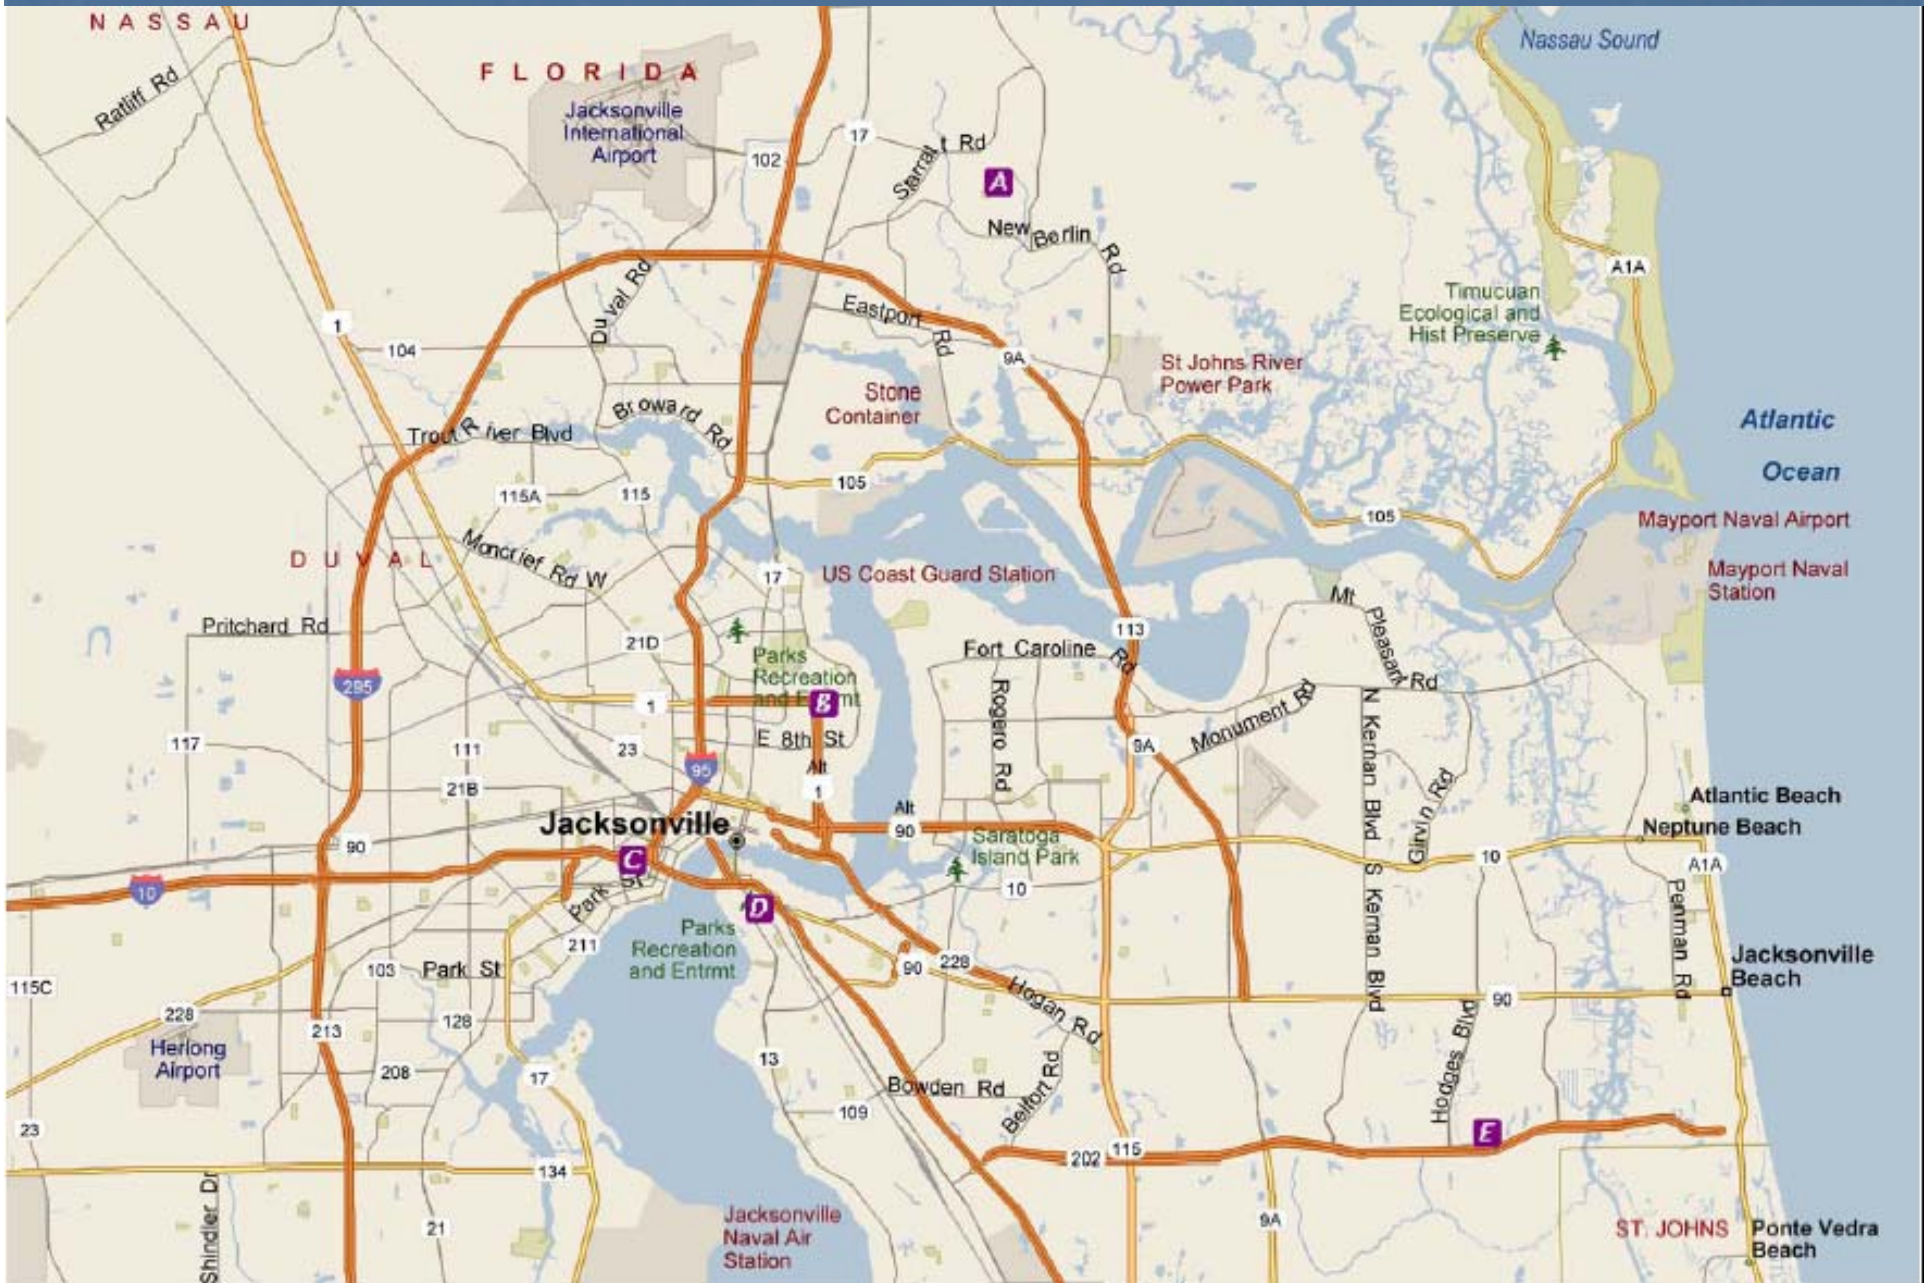 NASSAU
Nassau Sound
FLORIDA
Ratliff Rd
Jacksonville
International
Airport
17
102
Starratt Rd
A
New Berlin Rd
A1A
Duval Rd
Timucuan
Ecological and
Hist Preserve
Eastport Rd
1
104
9A
St Johns River
Power Park
Stone
Container
Broward Rd
Atlantic
Ocean
Trout River Blvd
105
115A
115
105
Mayport Naval Airport
Moncrief Rd W
DUVAL
17
US Coast Guard Station
Mayport Naval
Station
Mt Pleasant Rd
Pritchard Rd
21D
113
Fort Caroline Rd
Parks
Recreation
and Entrmt
295
Rogero Rd
Monument Rd
N Kernan Blvd
1
B
117
111
23
E 8th St
9A
95
Alt
1
21B
Girvin Rd
Atlantic Beach
Alt
90
Jacksonville
Neptune Beach
Saratoga
Island Park
90
10
A1A
C
S Kernan Blvd
10
10
Park St
Penman Rd
D
Parks
Recreation
and Entrmt
211
103
Park St
90
228
Jacksonville
Beach
115C
Hogan Rd
90
228
128
213
Hodges Blvd
Herlong
Airport
13
208
17
Belfort Rd
Bowden Rd
109
23
E
202
115
134
Shindler Dr
21
Jacksonville
Naval Air
Station
9A
ST. JOHNS
Ponte Vedra
Beach